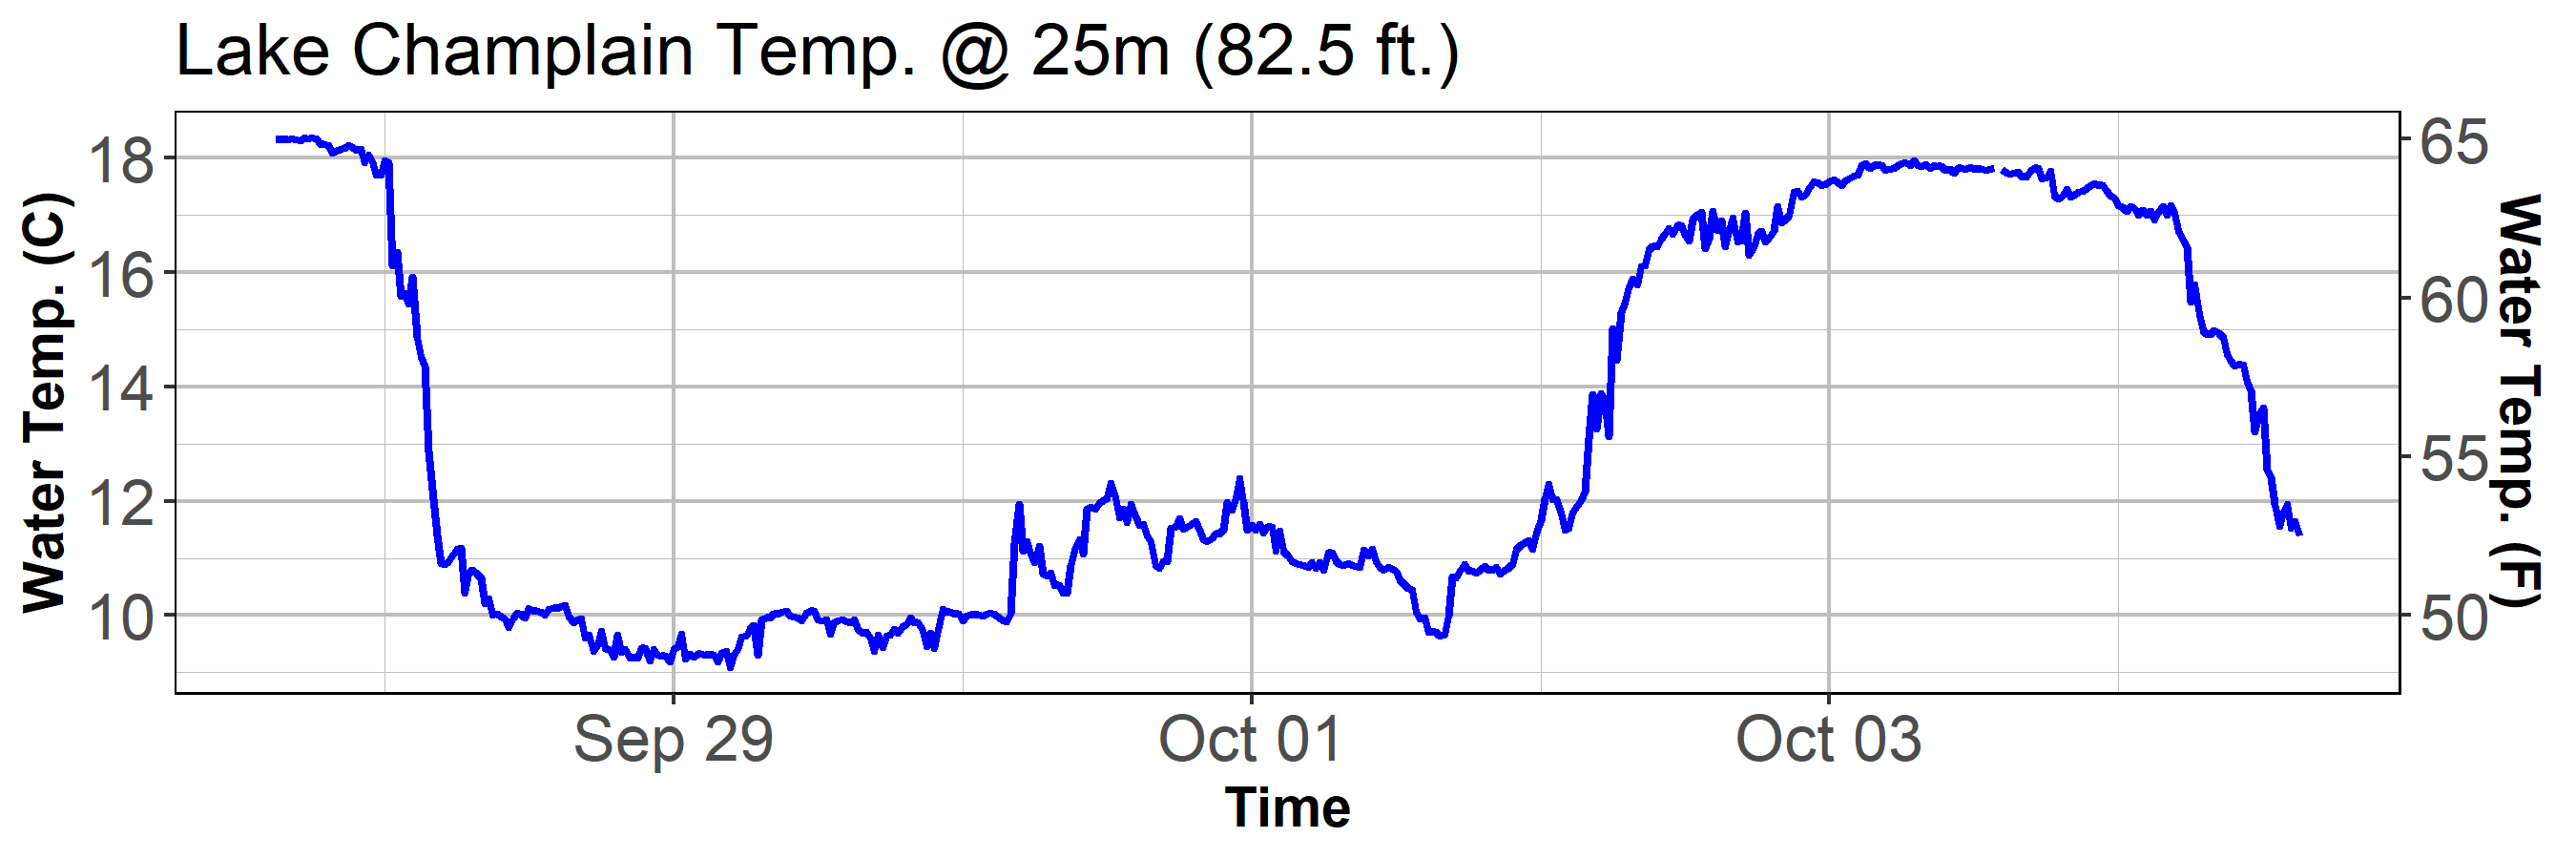 Lake Champlain Temp. @ 25m (82.5 ft.)
Water Temp. (C)
18
16
14
12
10
65
60
55
50
Water Temp. (F)
Sep 29
Oct 01
Oct 03
Time